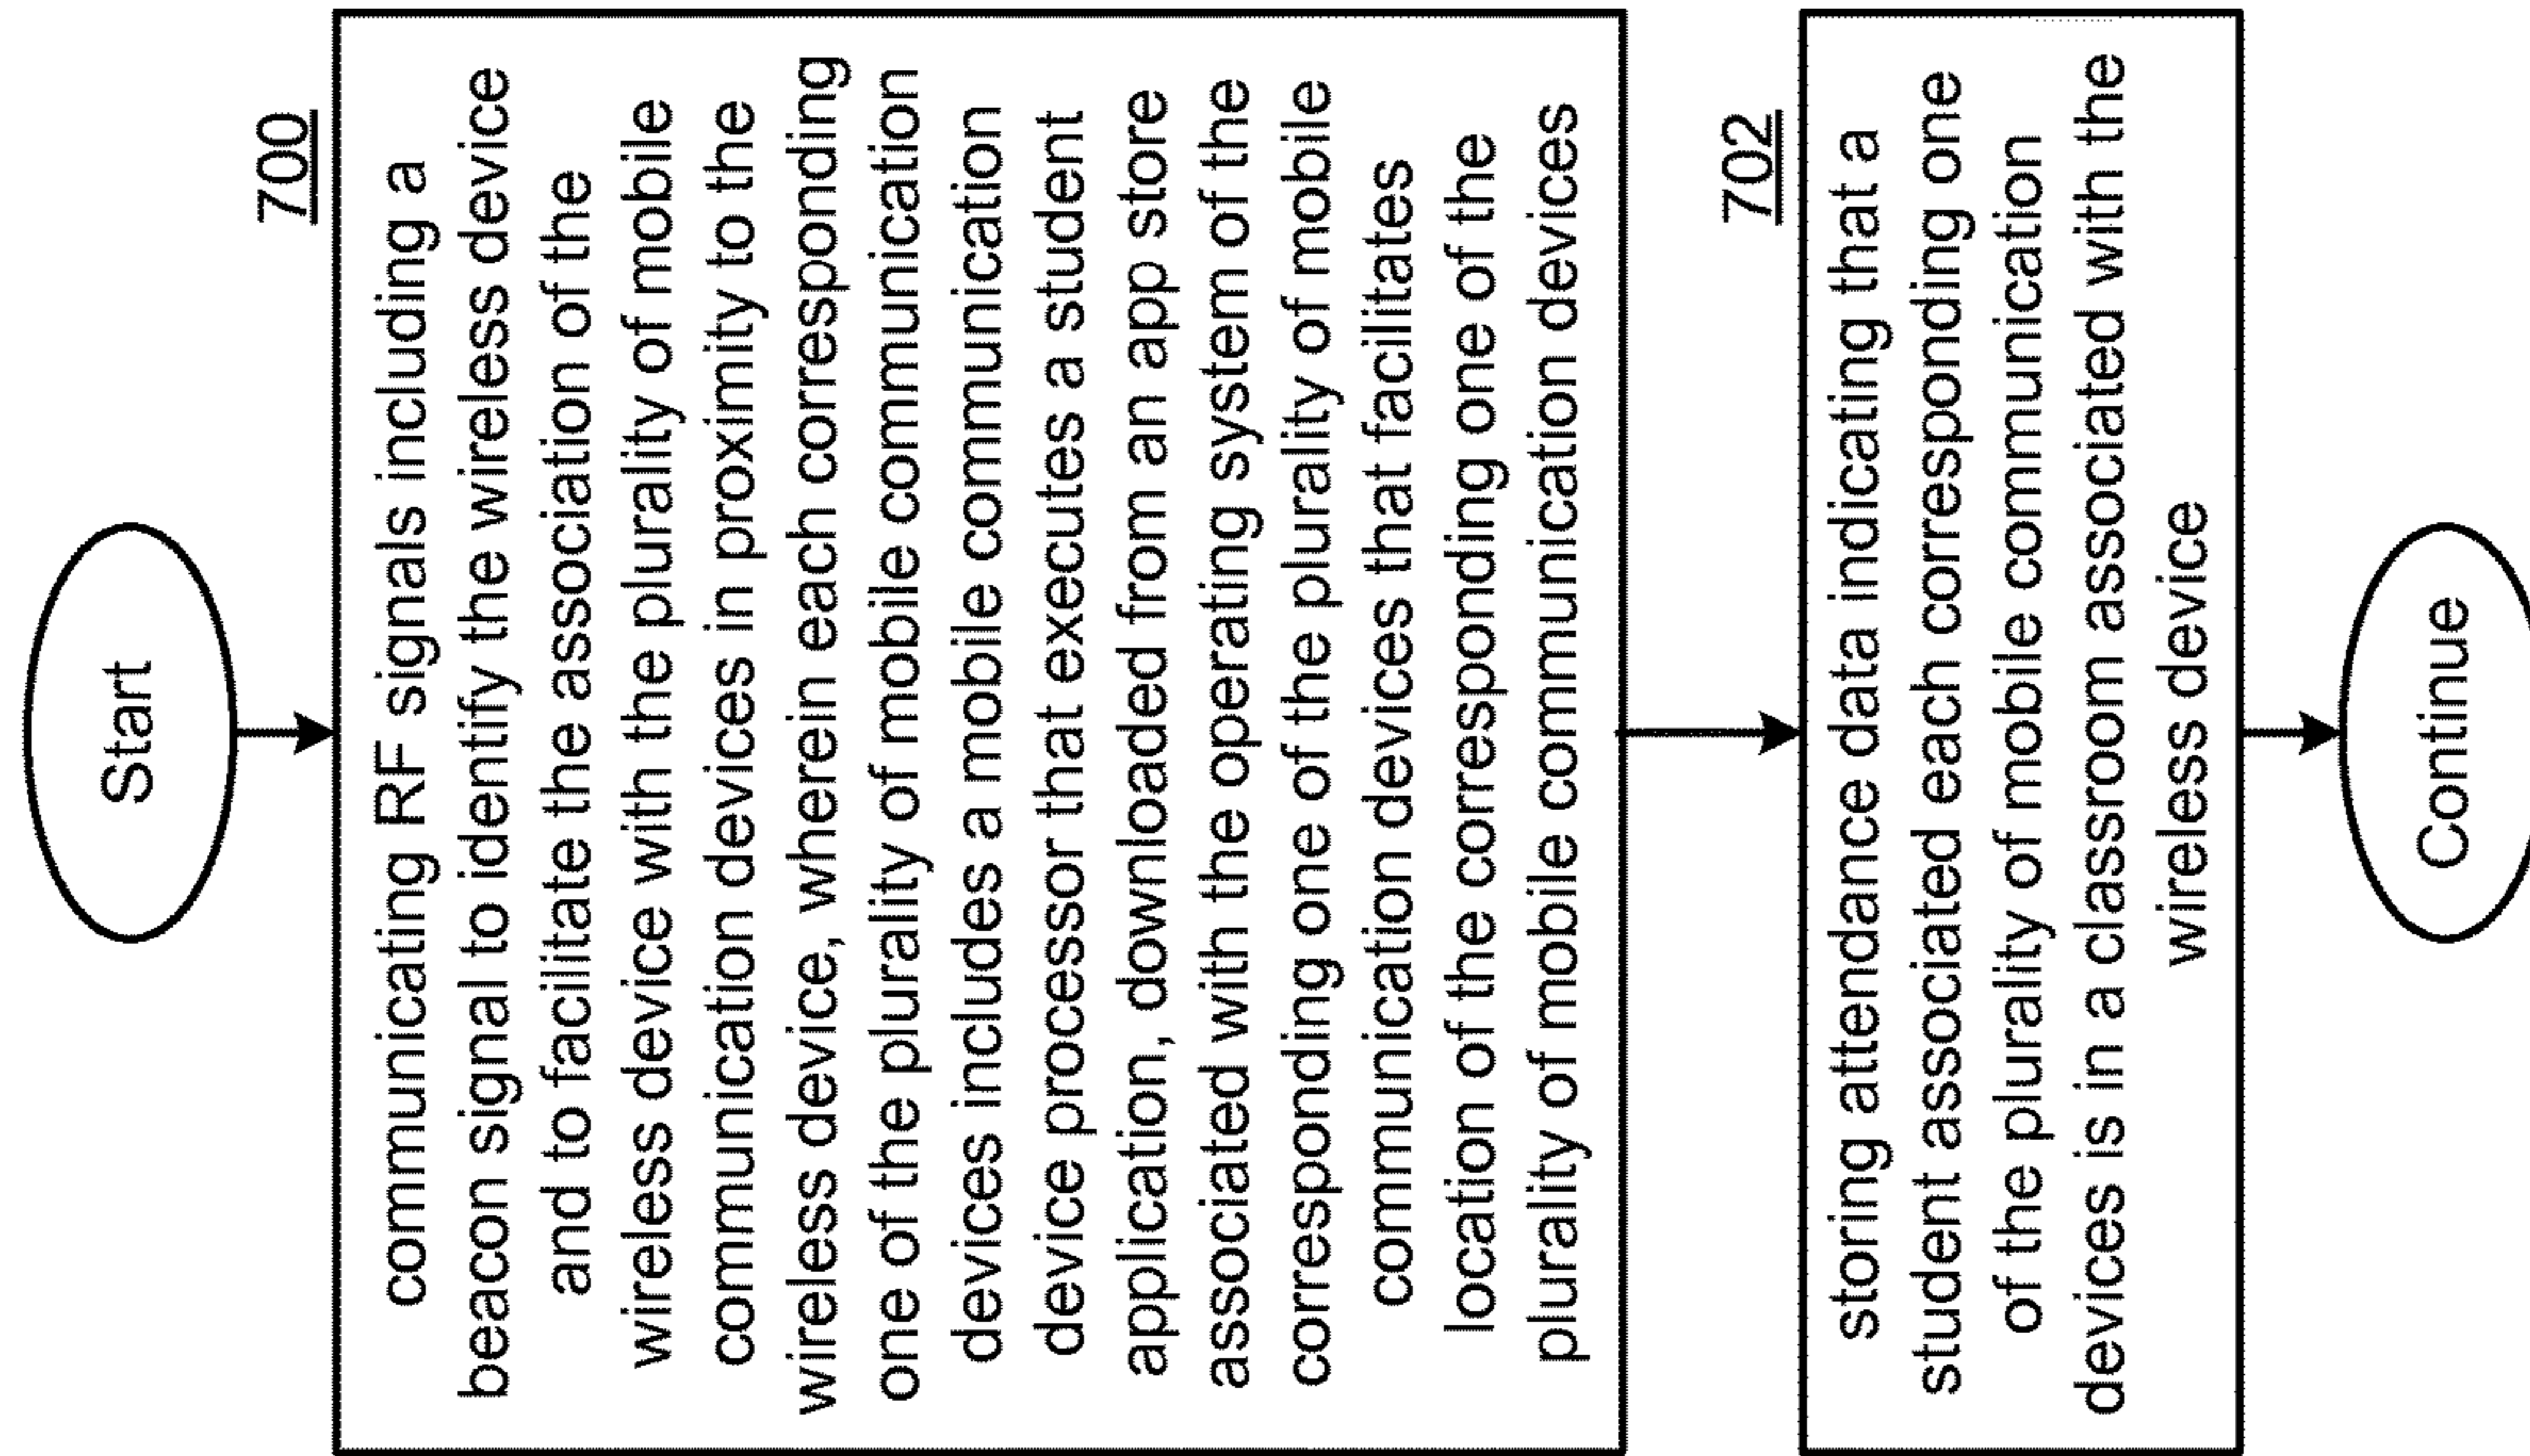 Start
700
communicating RF signals including a
beacon signal to identify the wireless device
and to facilitate the association of the
wireless device with the plurality of mobile
communication devices in proximity to the
wireless device, wherein each corresponding
one of the plurality of mobile communication
devices includes a mobile communication
device processor that executes a student
application, downloaded from an app store
associated with the operating system of the
corresponding one of the plurality of mobile
communication devices that facilitates
location of the corresponding one of the
plurality of mobile communication devices
702
storing attendance data indicating that a
student associated each corresponding one
of the plurality of mobile communication
devices is in a classroom associated with the
wireless device
Continue